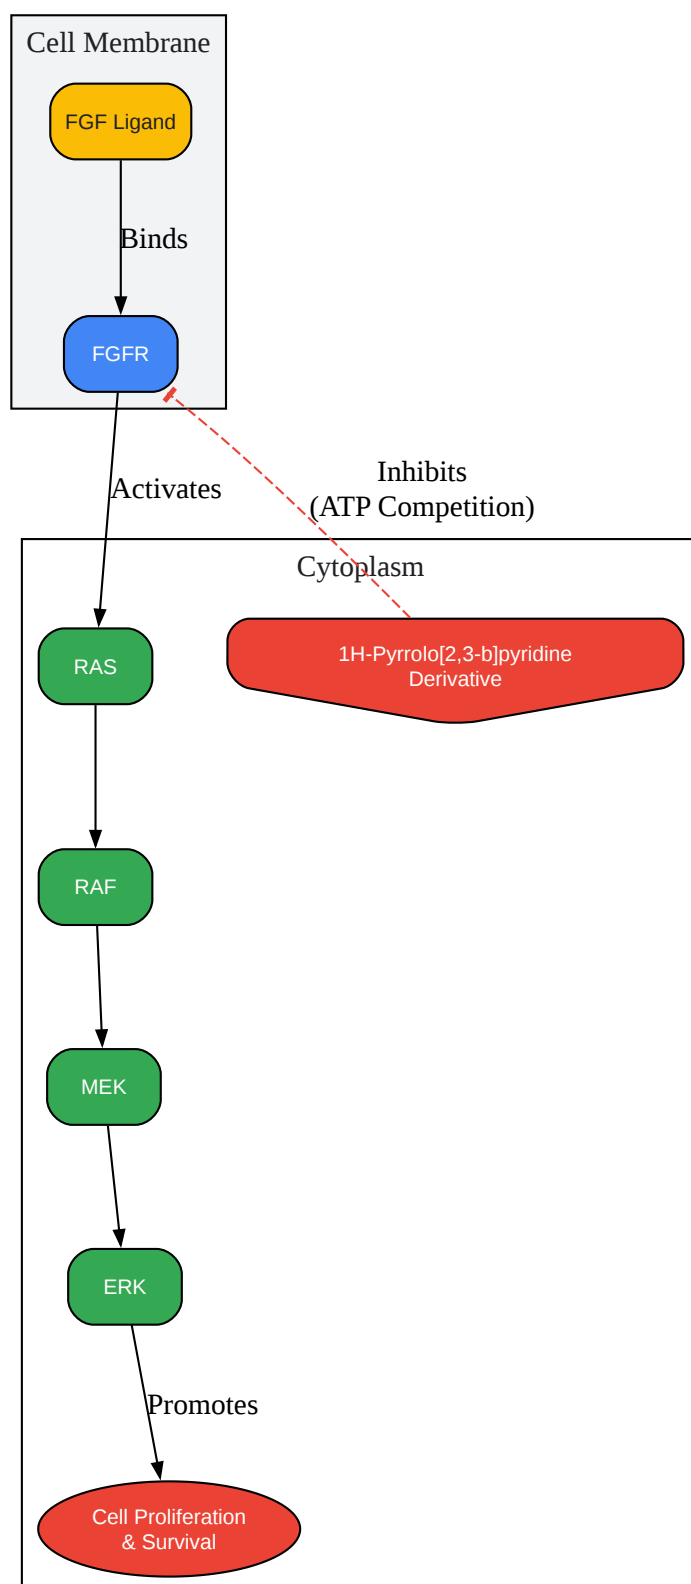 Cell Membrane
FGF Ligand
Binds
FGFR
Activates
Inhibits
(ATP Competition)
Cytoplasm
RAS
1H-Pyrrolo[2,3-b]pyridine
Derivative
RAF
MEK
ERK
Promotes
Cell Proliferation
& Survival